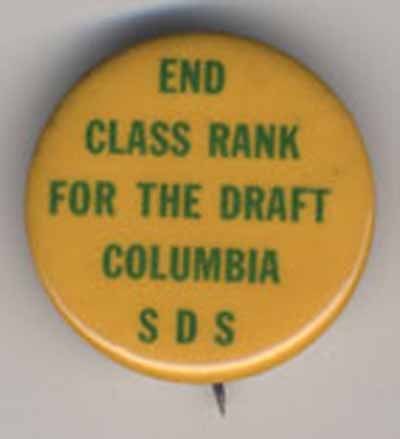 END
CLASS RANK
FOR THE DRAFT
COLUMBIA
S D S